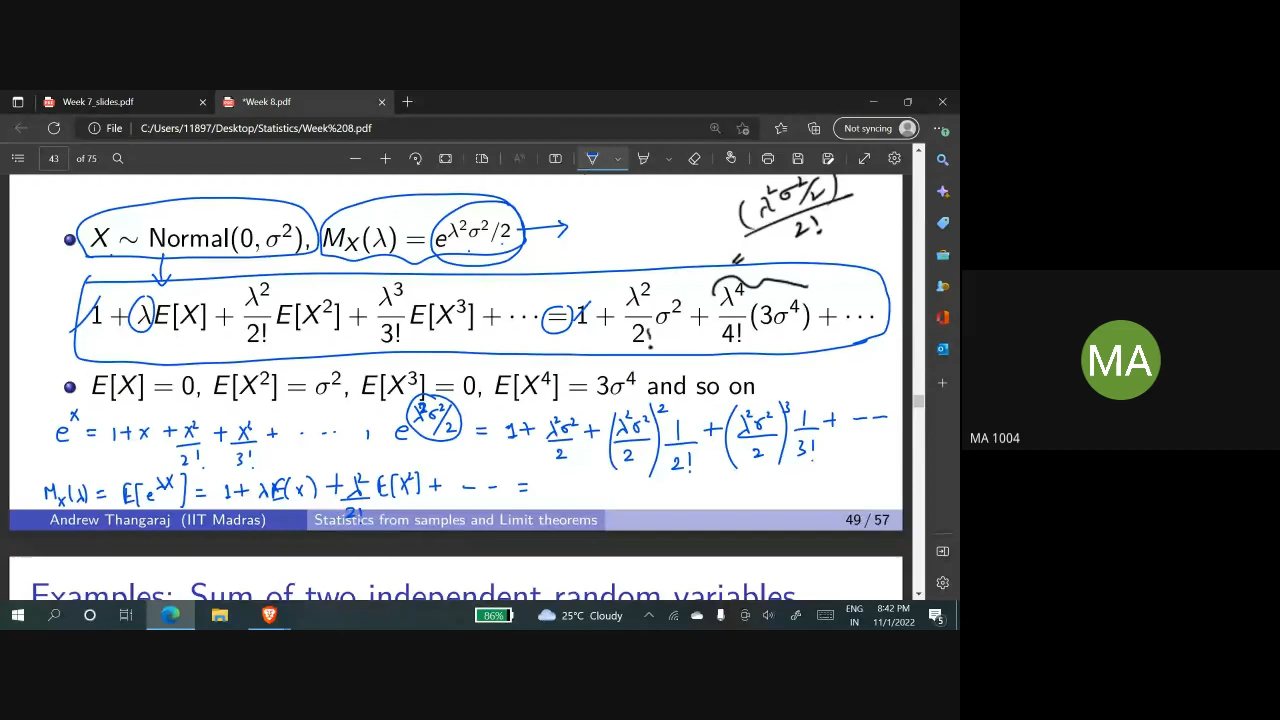 Week 7_slides.pdf
*Week 8.pdf
File C:/Users/11897/Desktop/Statistics/Week%208.pdf
Not syncing
43 of 75
(λ²σ²/2)²
2!
• X ∼ Normal(0, σ²), M_X(λ) = e^{λ²σ²/2}
1 + λE[X] + λ²/2! E[X²] + λ³/3! E[X³] + ··· = 1 + λ²/2! σ² + λ⁴/4! (3σ⁴) + ···
• E[X] = 0, E[X²] = σ², E[X³] = 0, E[X⁴] = 3σ⁴ and so on
e^x = 1 + x + x²/2! + x³/3! + ···· , e^{λ²σ²/2} = 1 + λ²σ²/2 + (λ²σ²/2)² 1/2! + (λ²σ²/2)³ 1/3! + ---
M_X(λ) = E[e^{λX}] = 1 + λE(X) + λ²/2! E[X²] + --- =
Andrew Thangaraj (IIT Madras) Statistics from samples and Limit theorems 49 / 57
Examples: Sum of two independent random variables
MA
MA 1004
86% 25°C Cloudy ENG IN 8:42 PM 11/1/2022 5